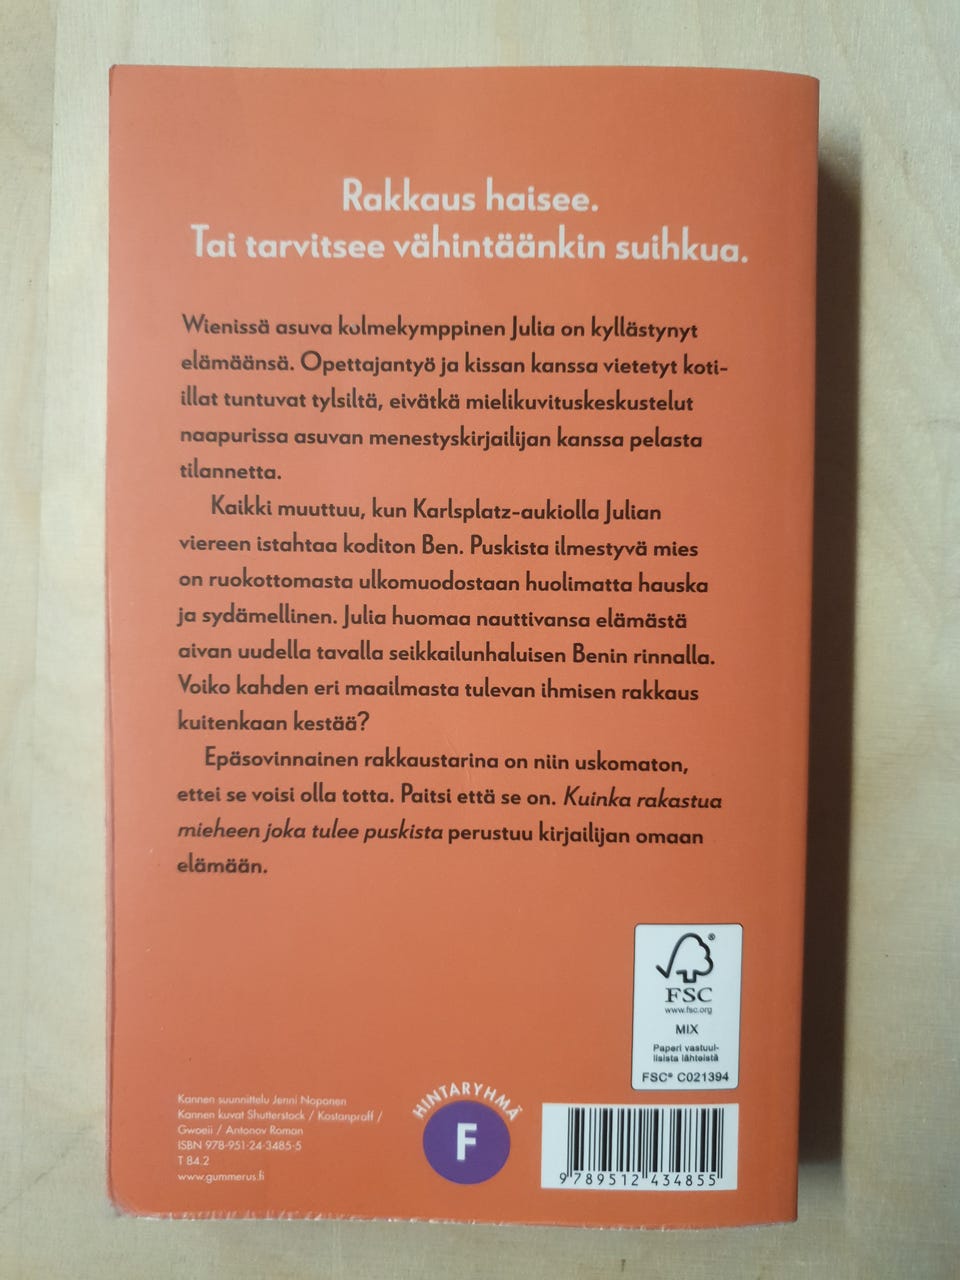 Rakkaus haisee.
Tai tarvitsee vähintäänkin suihkua.
Wienissä asuva kolmekymppinen Julia on kyllästynyt
elämäänsä. Opettajantyö ja kissan kanssa vietetyt koti-
illat tuntuvat tylsiltä, eivätkä mielikuvituskeskustelut
naapurissa asuvan menestyskirjailijan kanssa pelasta
tilannetta.
Kaikki muuttuu, kun Karlsplatz-aukiolla Julian
viereen istahtaa koditon Ben. Puskista ilmestyvä mies
on ruokottomasta ulkomuodostaan huolimatta hauska
ja sydämellinen. Julia huomaa nauttivansa elämästä
aivan uudella tavalla seikkailunhaluisen Benin rinnalla.
Voiko kahden eri maailmasta tulevan ihmisen rakkaus
kuitenkaan kestää?
Epäsovinnainen rakkaustarina on niin uskomaton,
ettei se voisi olla totta. Paitsi että se on. Kuinka rakastua
mieheen joka tulee puskista perustuu kirjailijan omaan
elämään.
®
FSC
www.fsc.org
MIX
Paperi vastuul-
lisista lähteistä
FSC® C021394
Kannen suunnittelu Jenni Noponen
Kannen kuvat Shutterstock / Kostanproff /
Gwoeii / Antonov Roman
ISBN 978-951-24-3485-5
T 84.2
www.gummerus.fi
HINTARYHMÄ
F
9 789512 434855